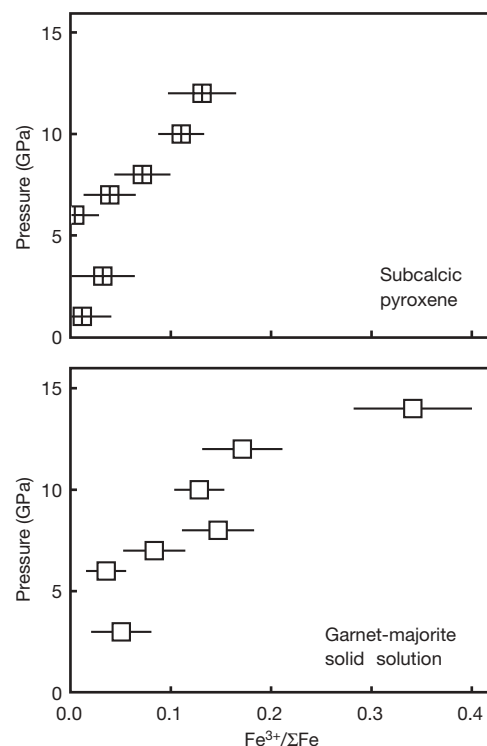 15
10
5
0
Pressure (GPa)
Subcalcic
pyroxene
15
10
5
0
Pressure (GPa)
Garnet-majorite
solid solution
0.0 0.1 0.2 0.3 0.4
Fe³⁺/ΣFe